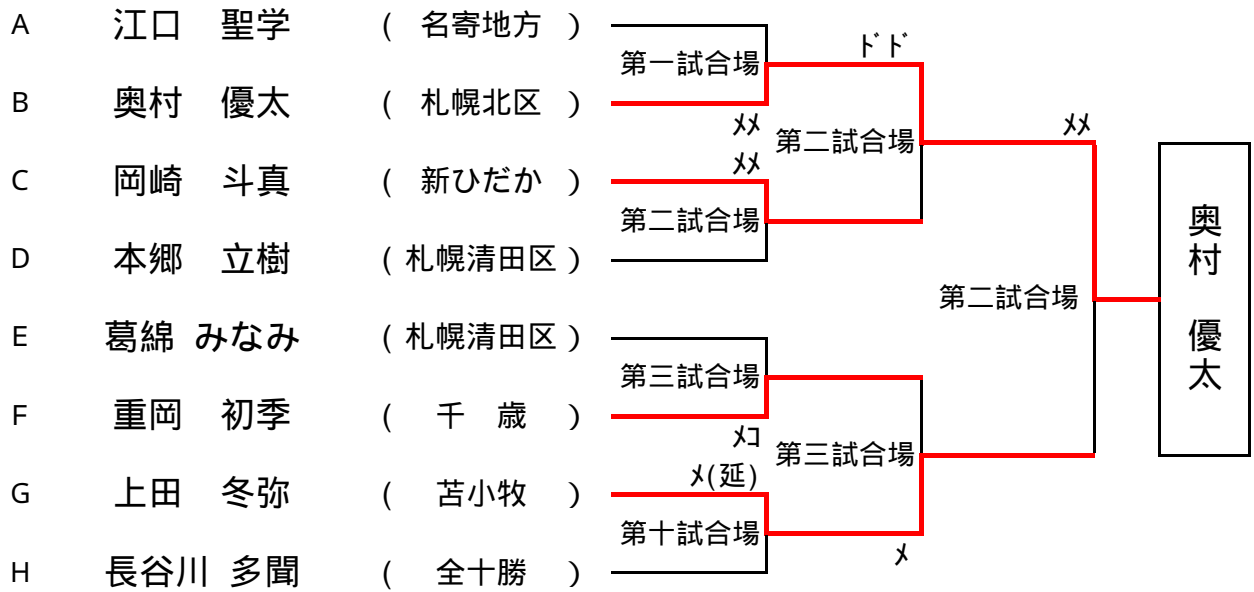 A 江口 聖学 ( 名寄地方 )
第一試合場 ドド
B 奥村 優太 ( 札幌北区 )
メメ 第二試合場 メメ
メメ
C 岡崎 斗真 ( 新ひだか )
第二試合場
D 本郷 立樹 ( 札幌清田区 )
奥村 優太
第二試合場
E 葛綿 みなみ ( 札幌清田区 )
第三試合場
F 重岡 初季 ( 千 歳 )
メコ 第三試合場
メ(延)
G 上田 冬弥 ( 苫小牧 )
第十試合場 メ
H 長谷川 多聞 ( 全十勝 )